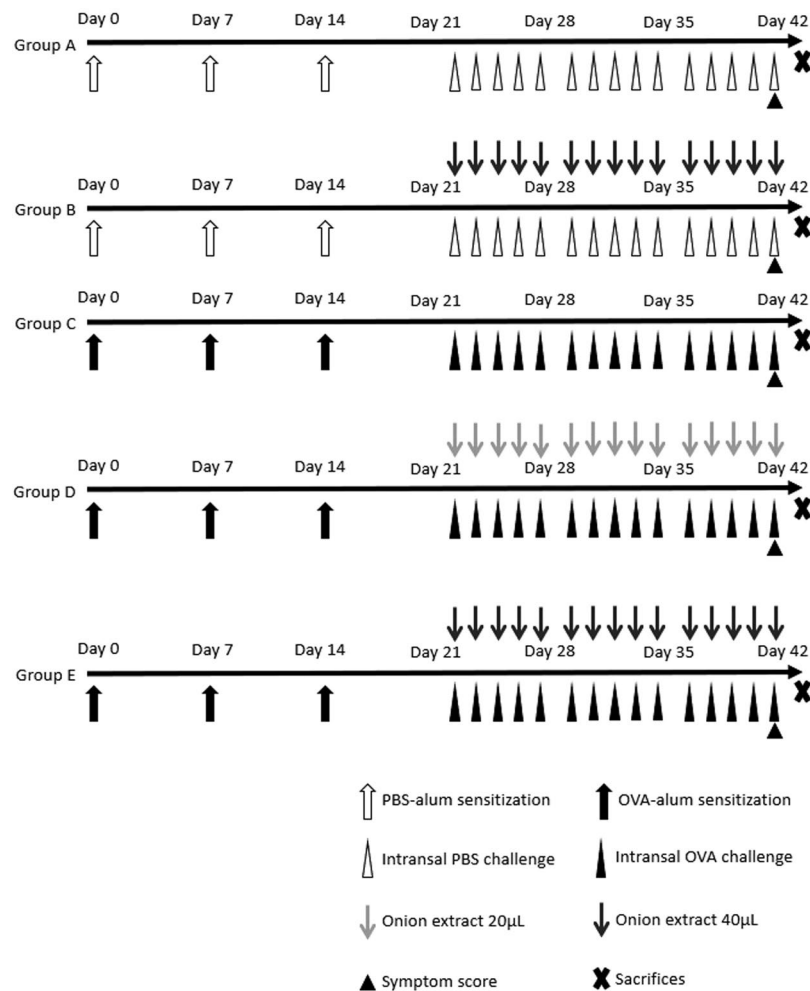 Day 0 Day 7 Day 14 Day 21 Day 28 Day 35 Day 42
Group A
Day 0 Day 7 Day 14 Day 21 Day 28 Day 35 Day 42
Group B
Day 0 Day 7 Day 14 Day 21 Day 28 Day 35 Day 42
Group C
Day 0 Day 7 Day 14 Day 21 Day 28 Day 35 Day 42
Group D
Day 0 Day 7 Day 14 Day 21 Day 28 Day 35 Day 42
Group E
PBS-alum sensitization OVA-alum sensitization
Intransal PBS challenge Intransal OVA challenge
Onion extract 20µL Onion extract 40µL
Symptom score Sacrifices